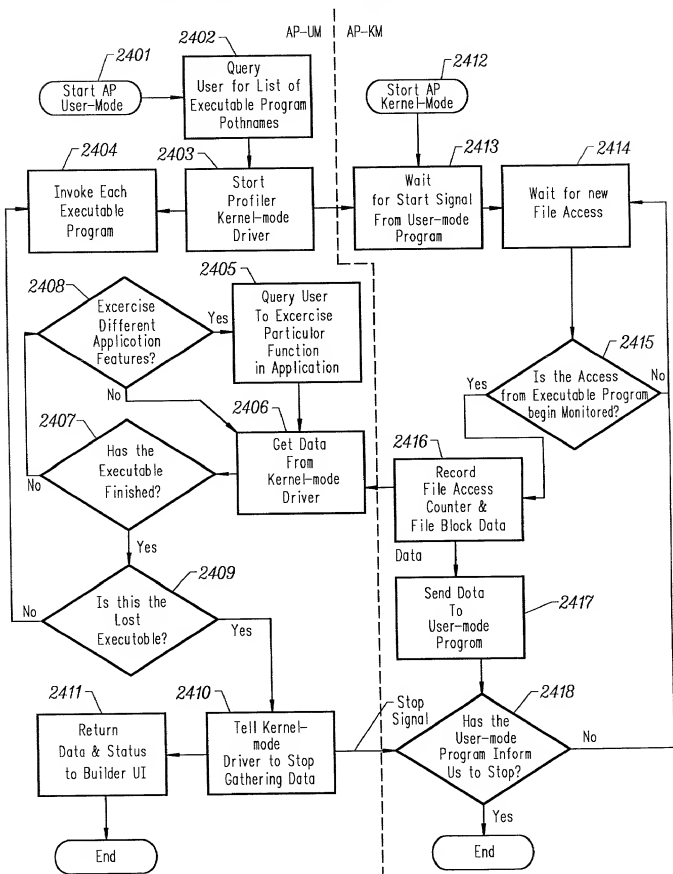 AP-UM
AP-KM
2401
Start AP
User-Mode
2402
Query
User for List of
Executable Program
Pothnames
2412
Start AP
Kernel-Mode
2404
Invoke Each
Executable
Program
2403
Stort
Profiler
Kernel-mode
Driver
2413
Wait
for Start Signal
From User-mode
Program
2414
Wait for new
File Access
2408
Excercise
Different
Application
Features?
Yes
No
2405
Query User
To Excercise
Particulor
Function
in Application
2415
Is the Access
from Executable Program
begin Monitored?
Yes
No
2407
Has the
Executable
Finished?
No
Yes
2406
Get Data
From
Kernel-mode
Driver
2416
Record
File Access
Counter &
File Block Data
Data
2409
Is this the
Lost
Executoble?
No
Yes
Send Dota
To
User-mode
Progrom
2417
2411
Return
Data & Status
to Builder UI
2410
Tell Kernel-
mode
Driver to Stop
Gathering Data
Stop
Signal
2418
Has the
User-mode
Program Inform
Us to Stop?
No
Yes
End
End